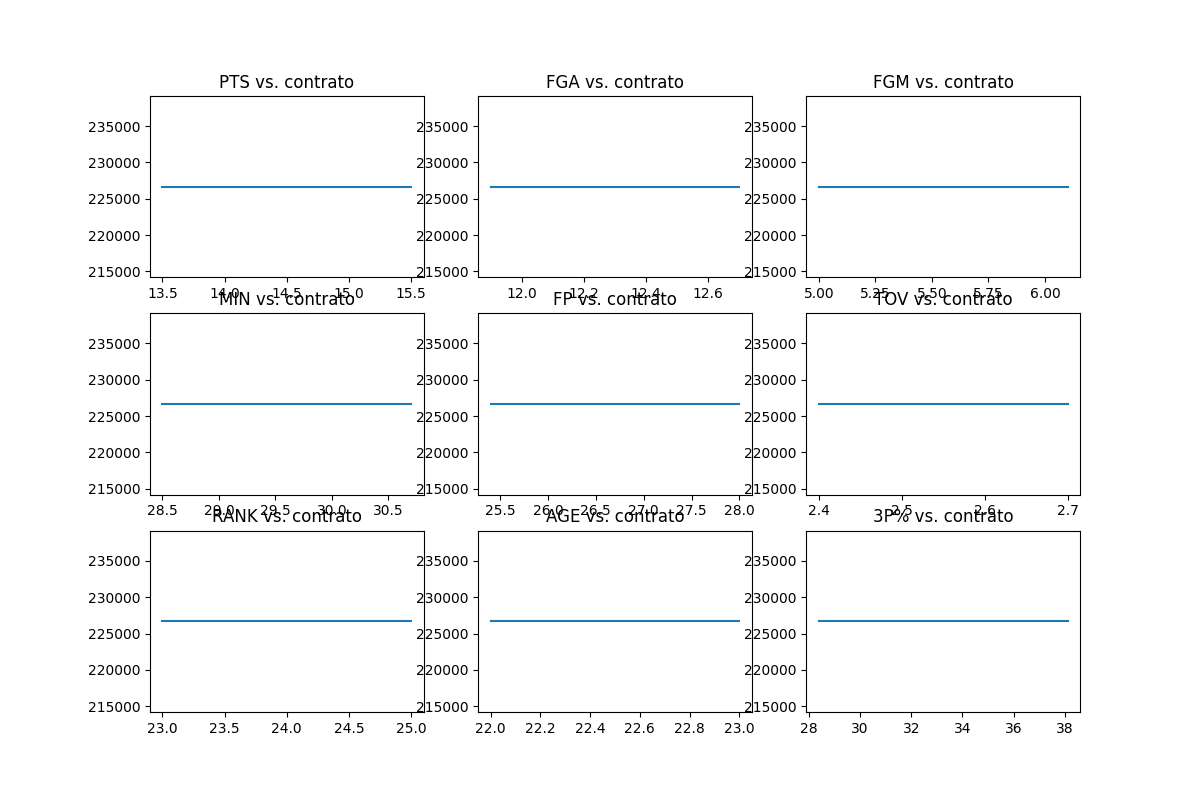 PTS vs. contrato
FGA vs. contrato
FGM vs. contrato
235000
230000
225000
220000
215000
235000
230000
225000
220000
215000
235000
230000
225000
220000
215000
13.5 14.0 14.5 15.0 15.5
12.0 12.2 12.4 12.6
5.00 5.25 5.50 5.75 6.00
MIN vs. contrato
FP vs. contrato
TOV vs. contrato
235000
230000
225000
220000
215000
235000
230000
225000
220000
215000
235000
230000
225000
220000
215000
28.5 29.0 29.5 30.0 30.5
25.5 26.0 26.5 27.0 27.5 28.0
2.4 2.5 2.6 2.7
RANK vs. contrato
AGE vs. contrato
3P% vs. contrato
235000
230000
225000
220000
215000
235000
230000
225000
220000
215000
235000
230000
225000
220000
215000
23.0 23.5 24.0 24.5 25.0
22.0 22.2 22.4 22.6 22.8 23.0
28 30 32 34 36 38